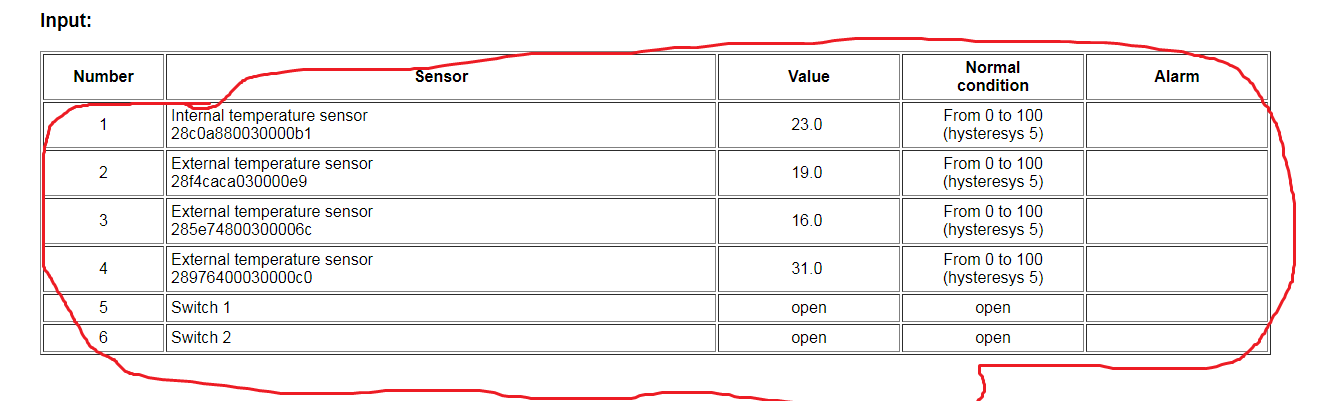 Input:
Number Sensor Value Normal condition Alarm
1 Internal temperature sensor 23.0 From 0 to 100
28c0a880030000b1 (hysteresys 5)
2 External temperature sensor 19.0 From 0 to 100
28f4caca030000e9 (hysteresys 5)
3 External temperature sensor 16.0 From 0 to 100
285e74800300006c (hysteresys 5)
4 External temperature sensor 31.0 From 0 to 100
28976400030000c0 (hysteresys 5)
5 Switch 1 open open
6 Switch 2 open open